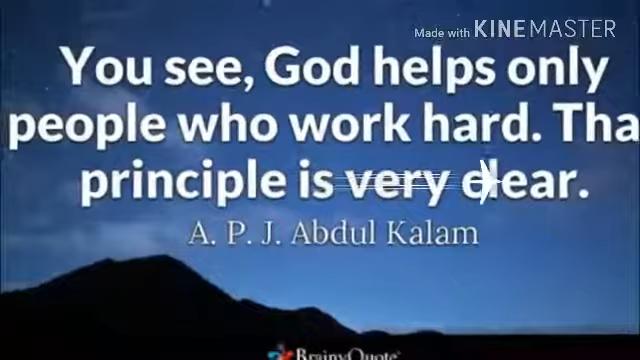 Made with KINEMASTER
You see, God helps only
people who work hard. Tha
principle is very clear.
A. P. J. Abdul Kalam
BrainyQuote